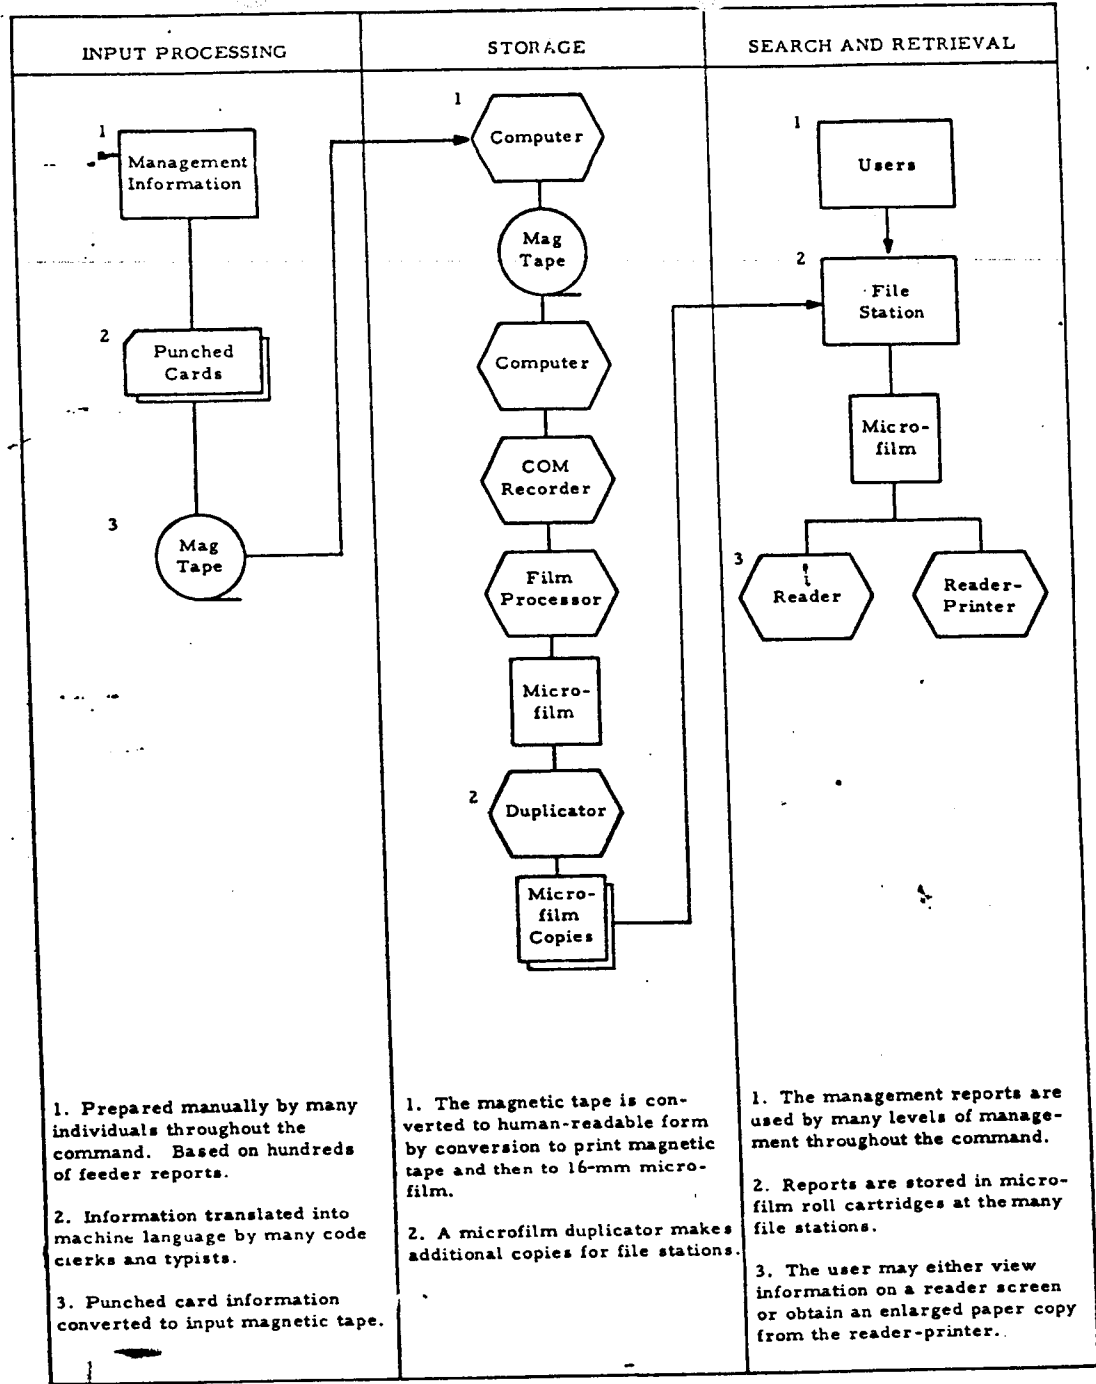 INPUT PROCESSING
1
Management
Information
2
Punched
Cards
3
Mag
Tape
1. Prepared manually by many
individuals throughout the
command. Based on hundreds
of feeder reports.
2. Information translated into
machine language by many code
clerks and typists.
3. Punched card information
converted to input magnetic tape.
STORAGE
1
Computer
Mag
Tape
Computer
COM
Recorder
Film
Processor
Micro-
film
2
Duplicator
Micro-
film
Copies
1. The magnetic tape is con-
verted to human-readable form
by conversion to print magnetic
tape and then to 16-mm micro-
film.
2. A microfilm duplicator makes
additional copies for file stations.
SEARCH AND RETRIEVAL
1
Users
2
File
Station
Micro-
film
3
Reader
Reader-
Printer
1. The management reports are
used by many levels of manage-
ment throughout the command.
2. Reports are stored in micro-
film roll cartridges at the many
file stations.
3. The user may either view
information on a reader screen
or obtain an enlarged paper copy
from the reader-printer.